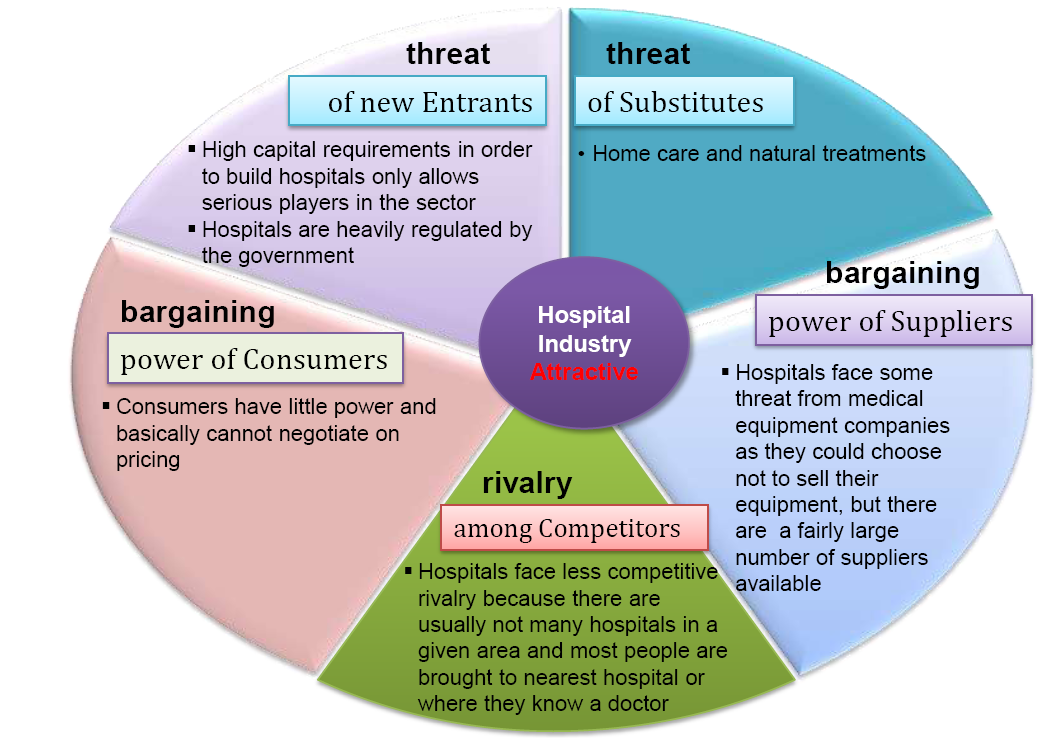 threat
of new Entrants
▪ High capital requirements in order
to build hospitals only allows
serious players in the sector
▪ Hospitals are heavily regulated by
the government
threat
of Substitutes
• Home care and natural treatments
bargaining
power of Suppliers
▪ Hospitals face some
threat from medical
equipment companies
as they could choose
not to sell their
equipment, but there
are a fairly large
number of suppliers
available
bargaining
power of Consumers
▪ Consumers have little power and
basically cannot negotiate on
pricing
Hospital
Industry
Attractive
rivalry
among Competitors
▪ Hospitals face less competitive
rivalry because there are
usually not many hospitals in a
given area and most people are
brought to nearest hospital or
where they know a doctor